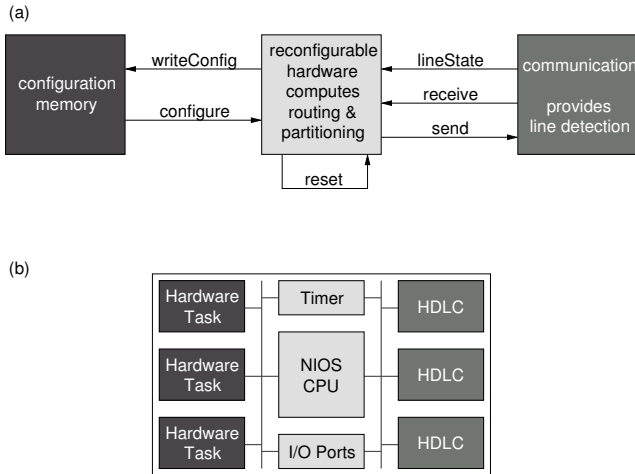 (a)
configuration
memory
writeConfig
configure
reconfigurable
hardware
computes
routing &
partitioning
reset
lineState
receive
send
communication
provides
line detection
(b)
Hardware
Task
Timer
HDLC
Hardware
Task
NIOS
CPU
HDLC
Hardware
Task
I/O Ports
HDLC